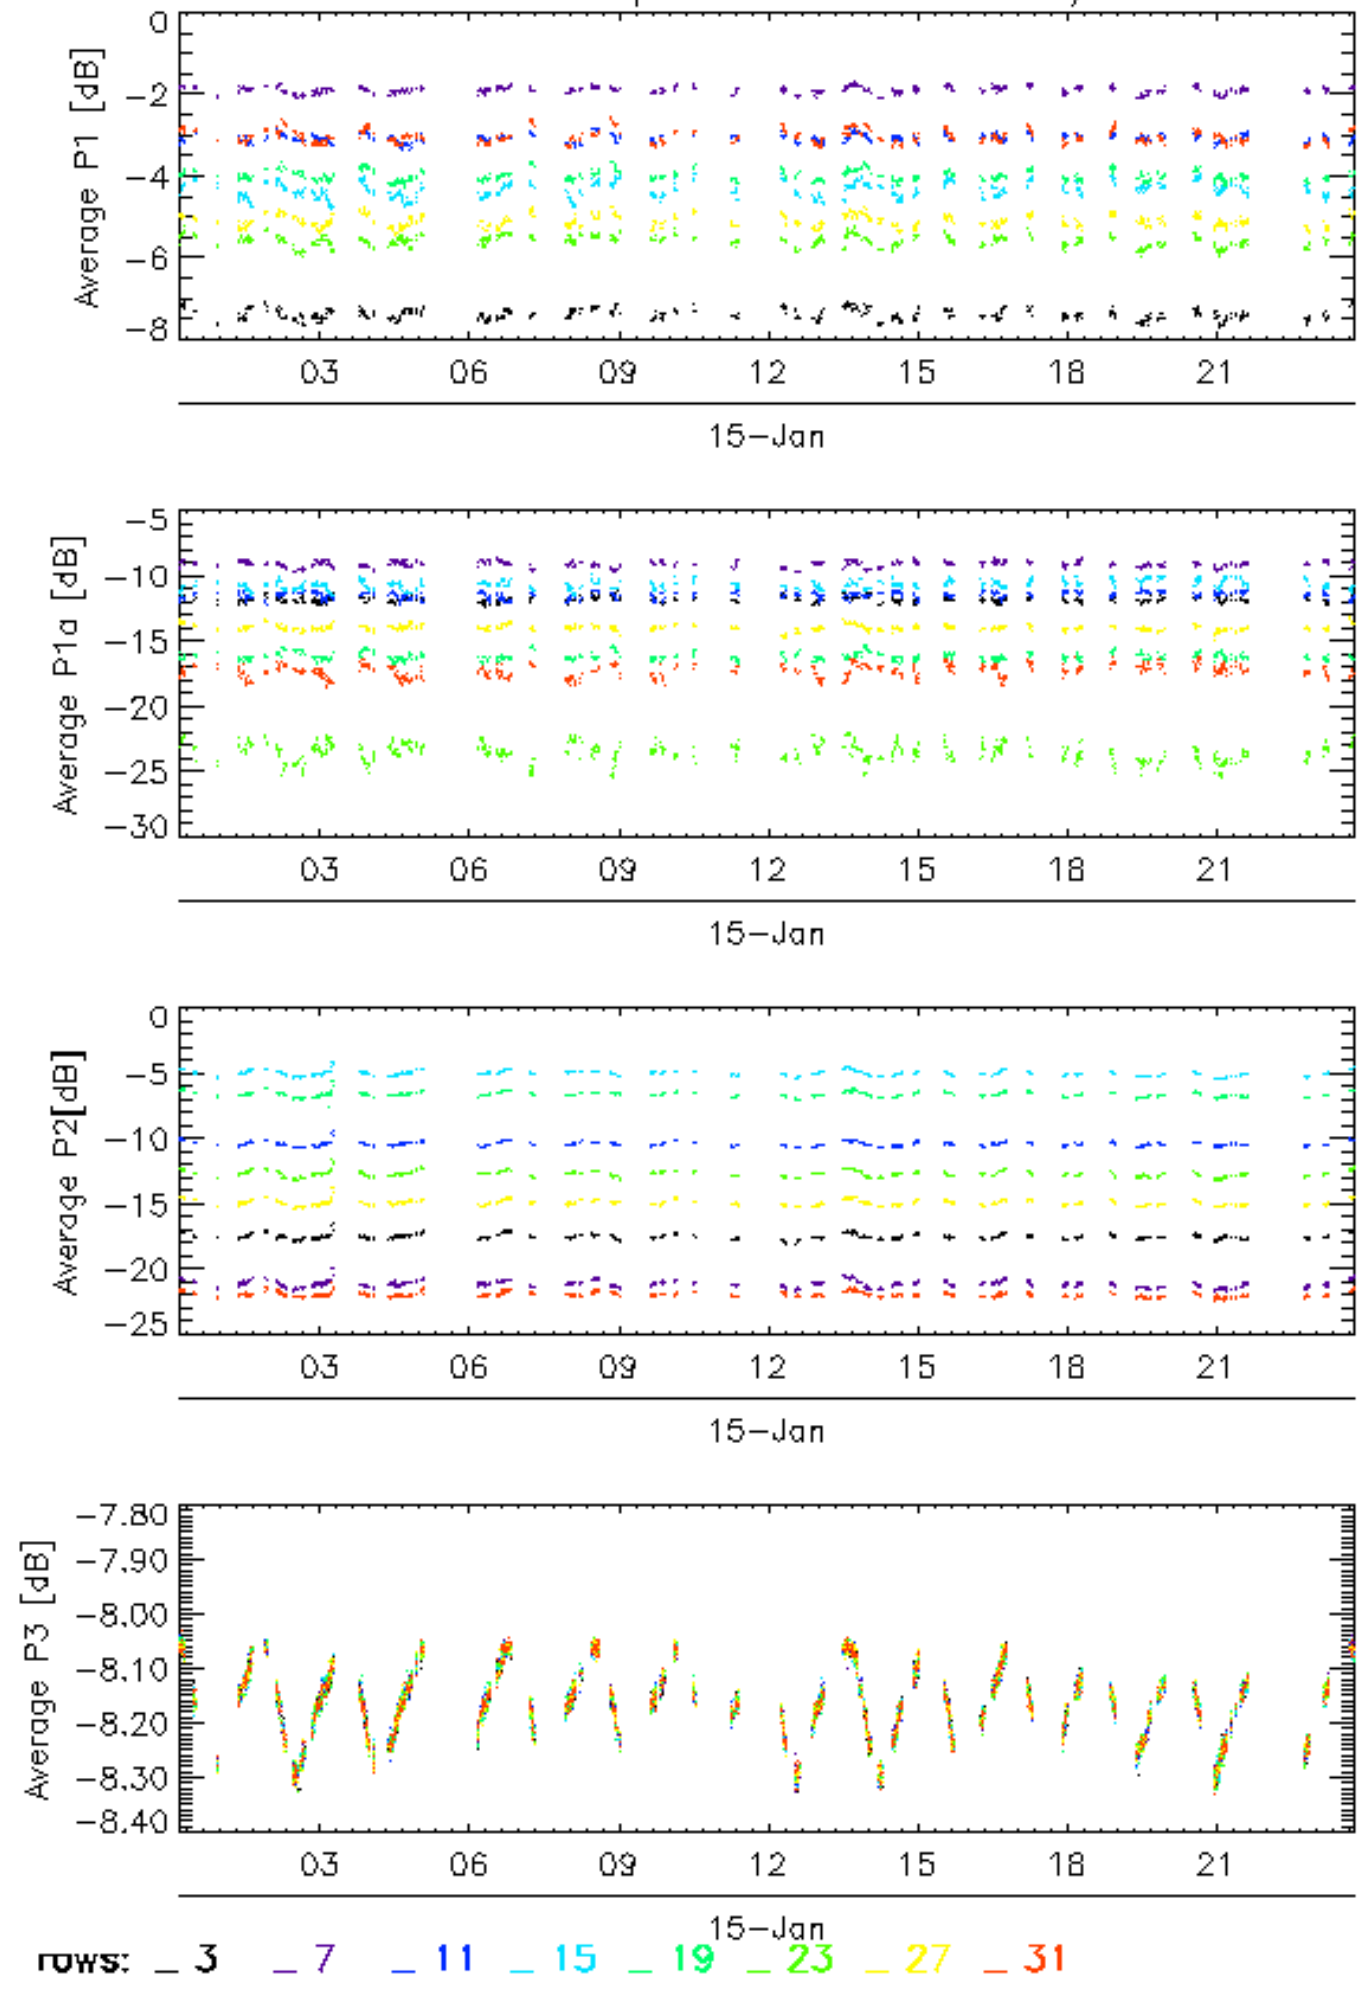 Average P1 [dB]
0
−2
−4
−6
−8
03 06 09 12 15 18 21
15−Jan
Average P1a [dB]
−5
−10
−15
−20
−25
−30
03 06 09 12 15 18 21
15−Jan
Average P2[dB]
0
−5
−10
−15
−20
−25
03 06 09 12 15 18 21
15−Jan
Average P3 [dB]
−7.80
−7.90
−8.00
−8.10
−8.20
−8.30
−8.40
03 06 09 12 15 18 21
15−Jan
rows: _ 3 _ 7 _ 11 _ 15 _ 19 _ 23 _ 27 _ 31